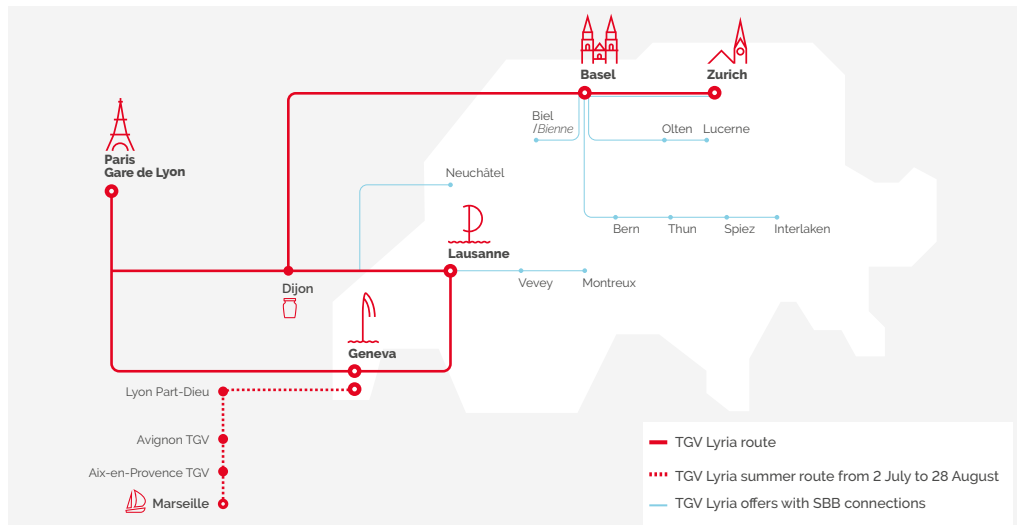 Basel
Zurich
Biel
/Bienne
Olten
Lucerne
Paris
Gare de Lyon
Neuchâtel
Bern
Thun
Spiez
Interlaken
Lausanne
Dijon
Vevey
Montreux
Geneva
Lyon Part-Dieu
Avignon TGV
Aix-en-Provence TGV
Marseille
TGV Lyria route
TGV Lyria summer route from 2 July to 28 August
TGV Lyria offers with SBB connections